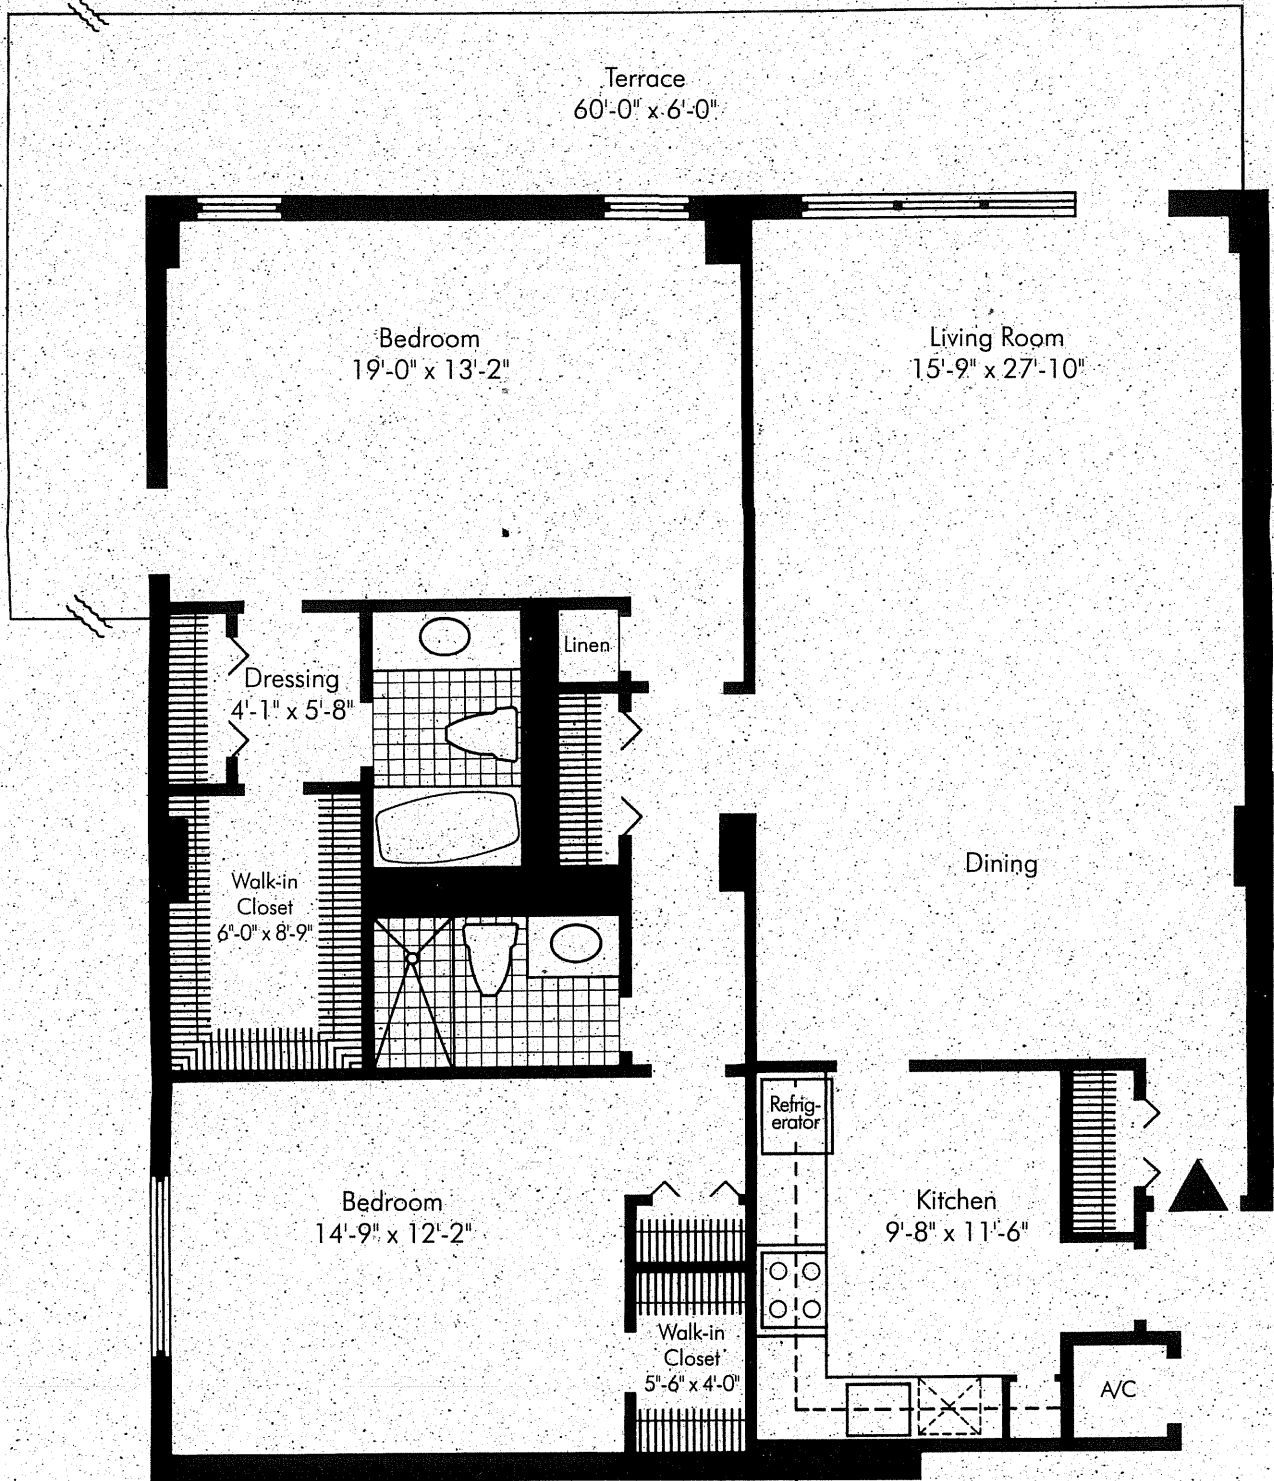 Terrace
60'-0" x 6'-0"
Bedroom
19'-0" x 13'-2"
Living Room
15'-9" x 27'-10"
Linen
Dressing
4'-1" x 5'-8"
Dining
Walk-in
Closet
6"-0" x 8'-9"
Refrig-
erator
Bedroom
14'-9" x 12'-2"
Kitchen
9'-8" x 11'-6"
Walk-in
Closet
5"-6" x 4'-0"
A/C